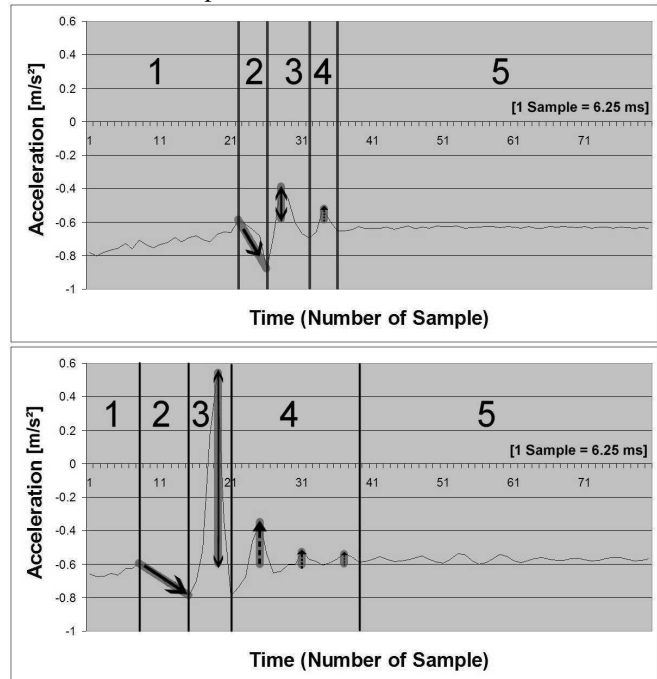 0.6
0.4
0.2
0
-0.2
-0.4
-0.6
-0.8
-1
Acceleration [m/s²]
1 2 3 4 5
[1 Sample = 6.25 ms]
1 11 21 31 41 51 61 71
Time (Number of Sample)
0.6
0.4
0.2
0
-0.2
-0.4
-0.6
-0.8
-1
Acceleration [m/s²]
1 2 3 4 5
[1 Sample = 6.25 ms]
1 11 21 31 41 51 61 71
Time (Number of Sample)